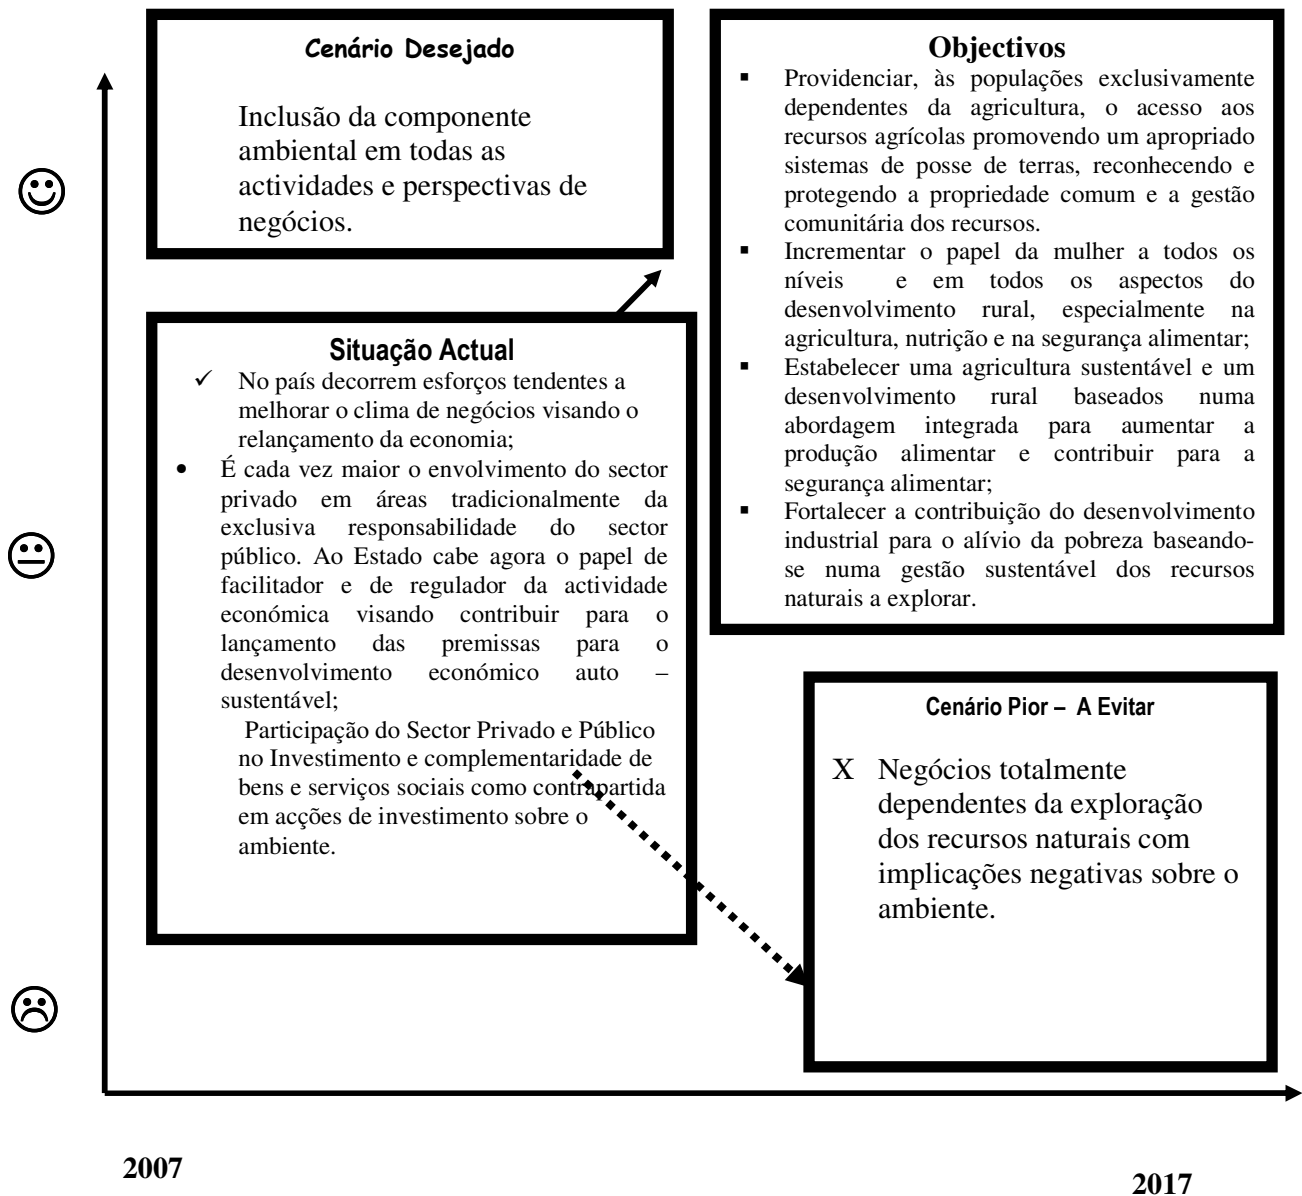 Cenário Desejado
Inclusão da componente
ambiental em todas as
actividades e perspectivas de
negócios.
Objectivos
▪ Providenciar, às populações exclusivamente
dependentes da agricultura, o acesso aos
recursos agrícolas promovendo um apropriado
sistemas de posse de terras, reconhecendo e
protegendo a propriedade comum e a gestão
comunitária dos recursos.
▪ Incrementar o papel da mulher a todos os
níveis e em todos os aspectos do
desenvolvimento rural, especialmente na
agricultura, nutrição e na segurança alimentar;
▪ Estabelecer uma agricultura sustentável e um
desenvolvimento rural baseados numa
abordagem integrada para aumentar a
produção alimentar e contribuir para a
segurança alimentar;
▪ Fortalecer a contribuição do desenvolvimento
industrial para o alívio da pobreza baseando-
se numa gestão sustentável dos recursos
naturais a explorar.
Situação Actual
✓ No país decorrem esforços tendentes a
melhorar o clima de negócios visando o
relançamento da economia;
• É cada vez maior o envolvimento do sector
privado em áreas tradicionalmente da
exclusiva responsabilidade do sector
público. Ao Estado cabe agora o papel de
facilitador e de regulador da actividade
económica visando contribuir para o
lançamento das premissas para o
desenvolvimento económico auto –
sustentável;
Participação do Sector Privado e Público
no Investimento e complementaridade de
bens e serviços sociais como contrapartida
em acções de investimento sobre o
ambiente.
Cenário Pior – A Evitar
X Negócios totalmente
dependentes da exploração
dos recursos naturais com
implicações negativas sobre o
ambiente.
2007
2017